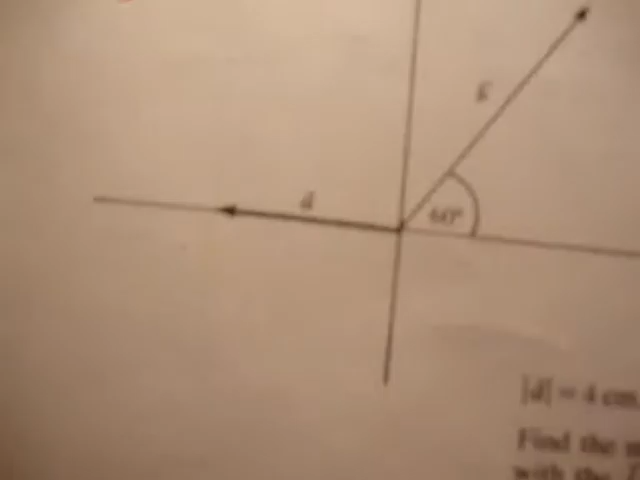 d
60°
|d| = 4 cm.
Find the
with the